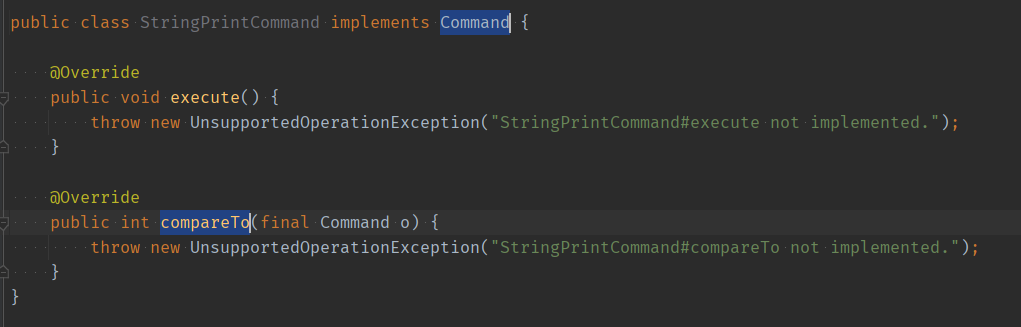 public class StringPrintCommand implements Command {
@Override
public void execute() {
throw new UnsupportedOperationException("StringPrintCommand#execute not implemented.");
}
@Override
public int compareTo(final Command o) {
throw new UnsupportedOperationException("StringPrintCommand#compareTo not implemented.");
}
}